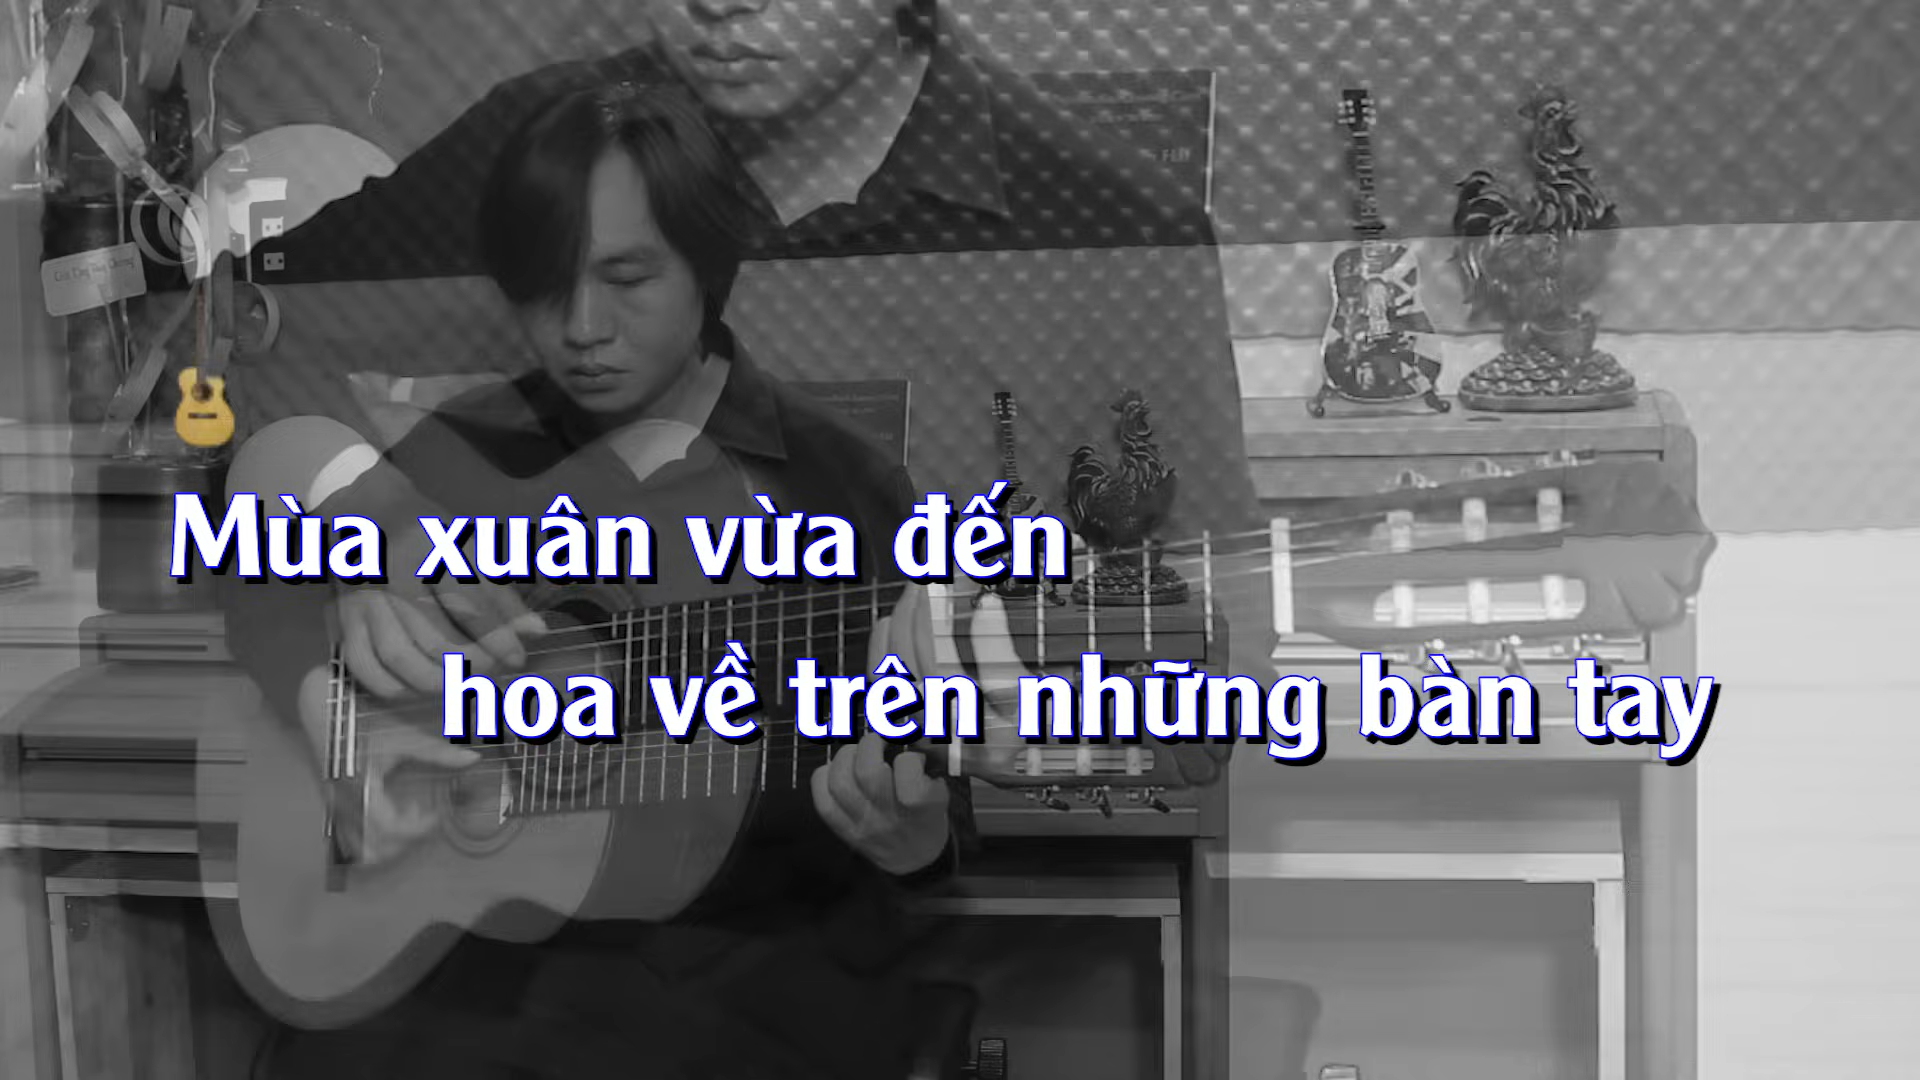 Mùa xuân vừa đến
hoa về trên những bàn tay